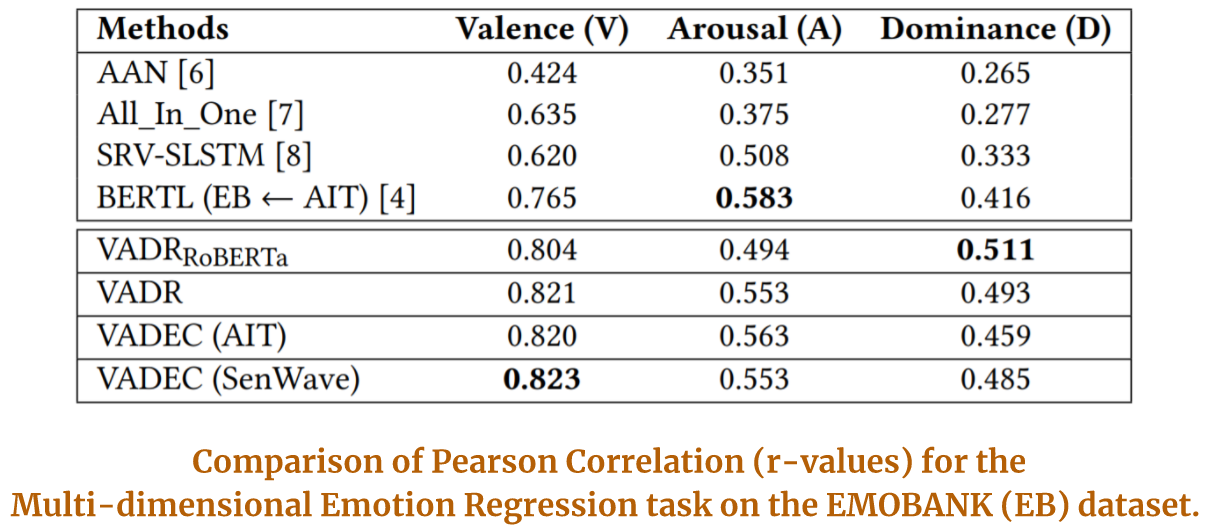 Methods Valence (V) Arousal (A) Dominance (D)
AAN [6] 0.424 0.351 0.265
All_In_One [7] 0.635 0.375 0.277
SRV-SLSTM [8] 0.620 0.508 0.333
BERTL (EB ← AIT) [4] 0.765 0.583 0.416
VADR_RoBERTa 0.804 0.494 0.511
VADR 0.821 0.553 0.493
VADEC (AIT) 0.820 0.563 0.459
VADEC (SenWave) 0.823 0.553 0.485
Comparison of Pearson Correlation (r-values) for the
Multi-dimensional Emotion Regression task on the EMOBANK (EB) dataset.